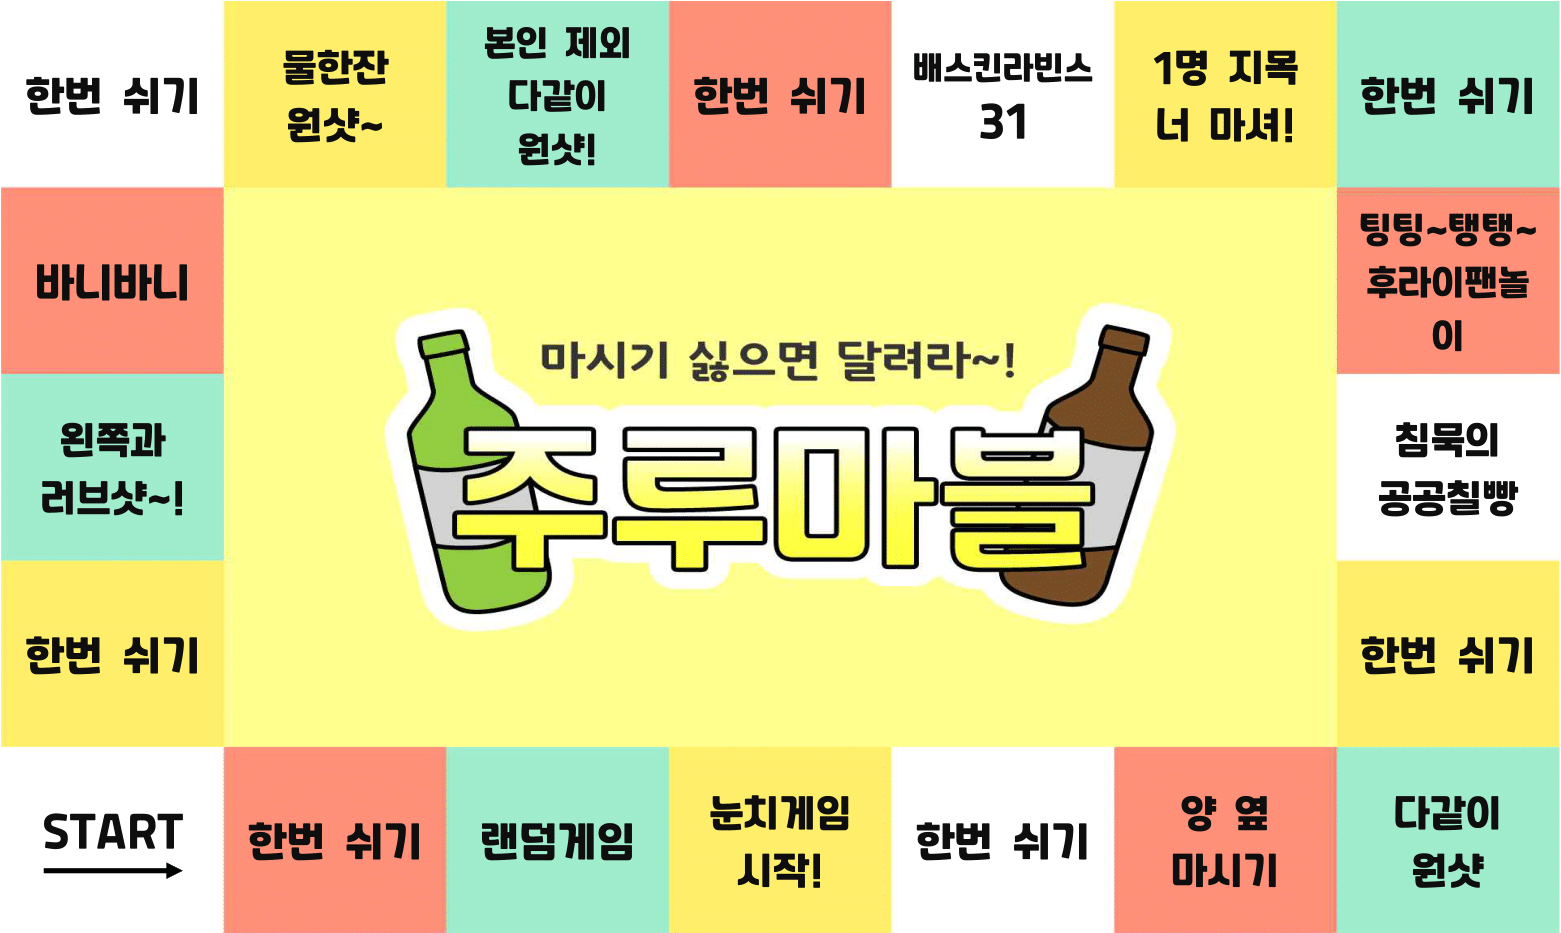 한번 쉬기
물한잔
원샷~
본인 제외
다같이
원샷!
한번 쉬기
배스킨라빈스
31
1명 지목
너 마셔!
한번 쉬기
바니바니
팅팅~탱탱~
후라이팬놀
이
마시기 싫으면 달려라~!
주루마블
왼쪽과
러브샷~!
침묵의
공공칠빵
한번 쉬기
한번 쉬기
START
한번 쉬기
랜덤게임
눈치게임
시작!
한번 쉬기
양 옆
마시기
다같이
원샷